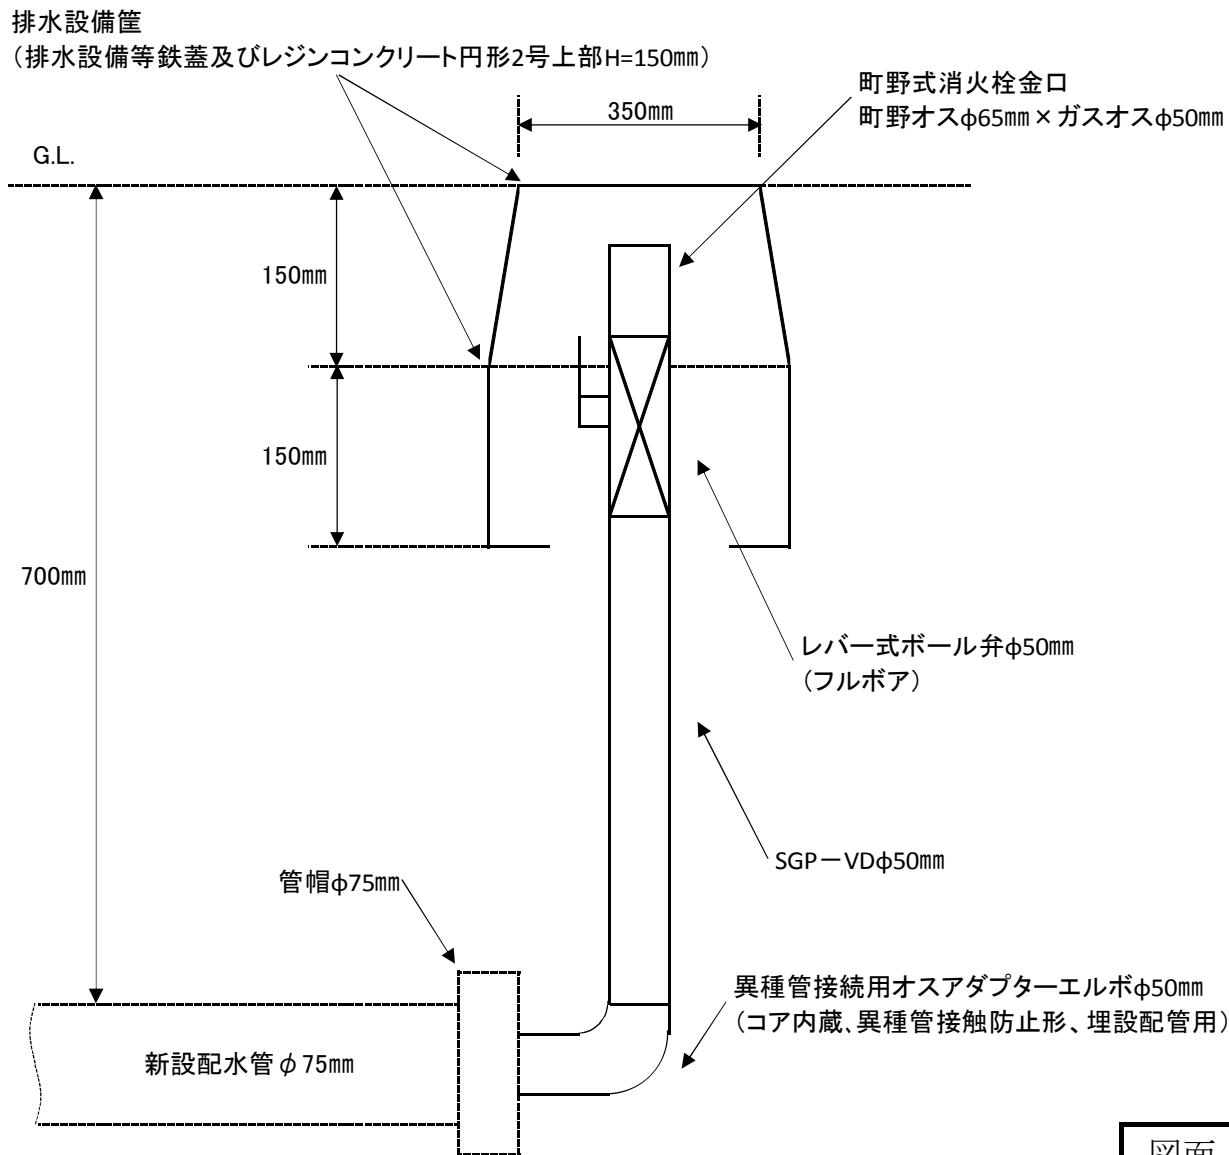 排水設備筐
（排水設備等鉄蓋及びレジンコンクリート円形2号上部H=150㎜）
町野式消火栓金口
町野オスφ65㎜×ガスオスφ50㎜
350㎜
G.L.
150㎜
150㎜
700㎜
レバー式ボール弁φ50㎜
（フルボア）
SGP－VDφ50㎜
管帽φ75㎜
異種管接続用オスアダプターエルボφ50㎜
（コア内蔵、異種管接触防止形、埋設配管用）
新設配水管φ75㎜
図面